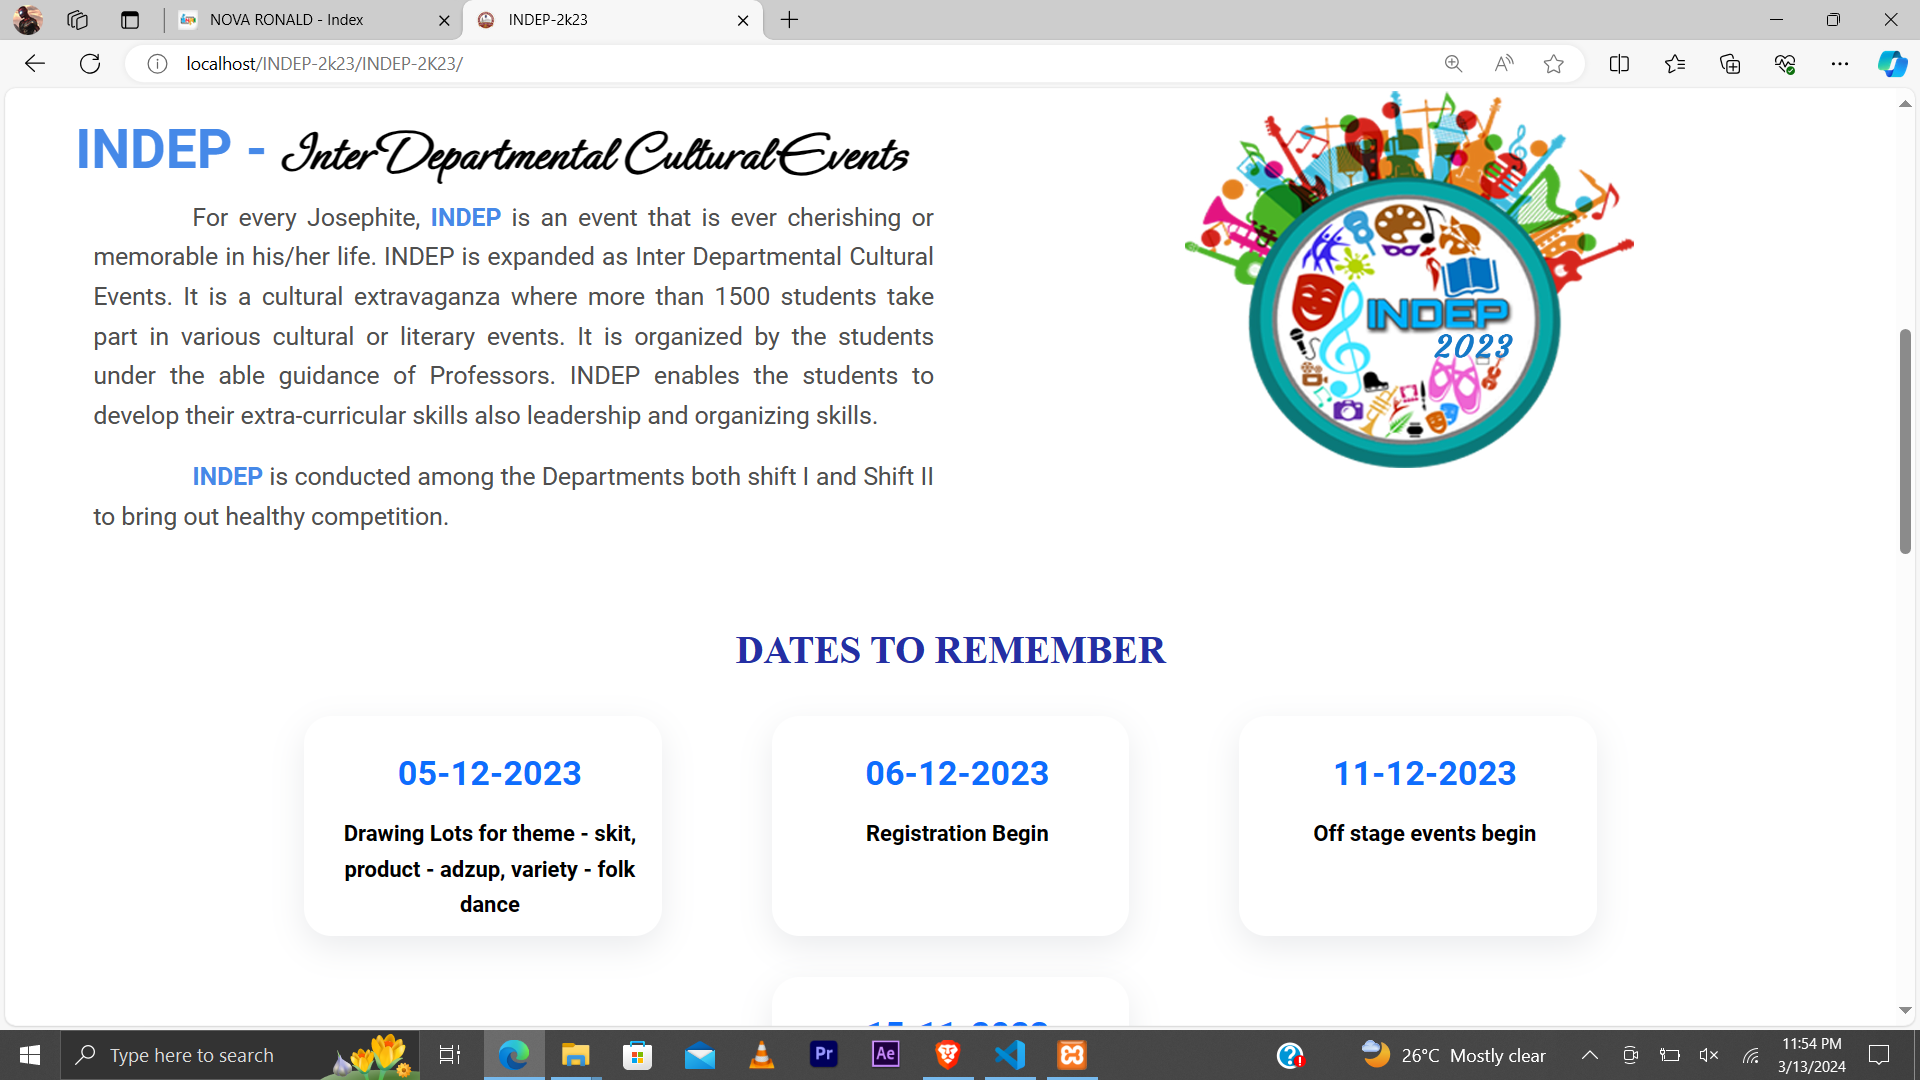 NOVA RONALD - Index
INDEP-2k23
localhost/INDEP-2k23/INDEP-2K23/
INDEP - Inter Departmental Cultural Events
For every Josephite, INDEP is an event that is ever cherishing or
memorable in his/her life. INDEP is expanded as Inter Departmental Cultural
Events. It is a cultural extravaganza where more than 1500 students take
part in various cultural or literary events. It is organized by the students
under the able guidance of Professors. INDEP enables the students to
develop their extra-curricular skills also leadership and organizing skills.
INDEP is conducted among the Departments both shift I and Shift II
to bring out healthy competition.
INDEP
2023
DATES TO REMEMBER
05-12-2023
Drawing Lots for theme - skit,
product - adzup, variety - folk
dance
06-12-2023
Registration Begin
11-12-2023
Off stage events begin
Type here to search
Pr
Ae
26°C Mostly clear
11:54 PM
3/13/2024